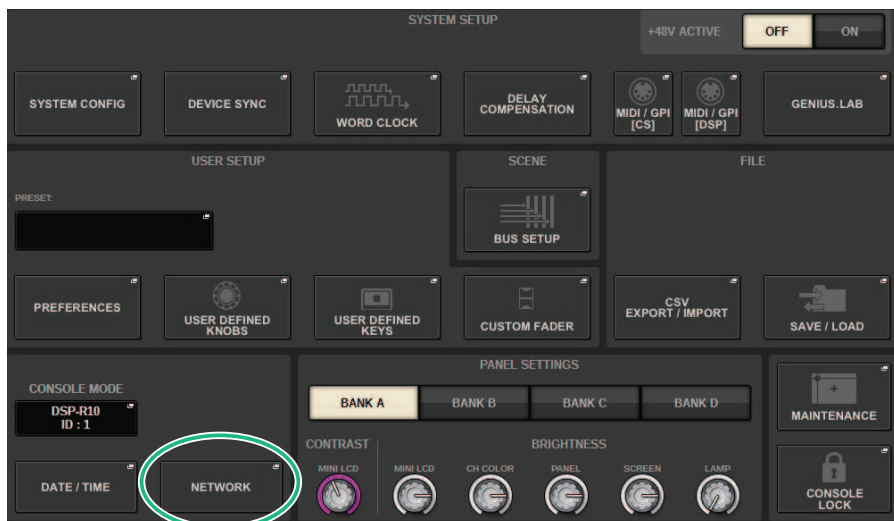 SYSTEM SETUP
+48V ACTIVE
OFF
ON
SYSTEM CONFIG
DEVICE SYNC
WORD CLOCK
DELAY
COMPENSATION
MIDI / GPI
[CS]
MIDI / GPI
[DSP]
GENIUS.LAB
USER SETUP
SCENE
FILE
PRESET:
BUS SETUP
PREFERENCES
USER DEFINED
KNOBS
USER DEFINED
KEYS
CUSTOM FADER
CSV
EXPORT / IMPORT
SAVE / LOAD
CONSOLE MODE
DSP-R10
ID : 1
PANEL SETTINGS
BANK A
BANK B
BANK C
BANK D
MAINTENANCE
CONTRAST
BRIGHTNESS
MINI LCD
MINI LCD
CH COLOR
PANEL
SCREEN
LAMP
DATE / TIME
NETWORK
CONSOLE
LOCK